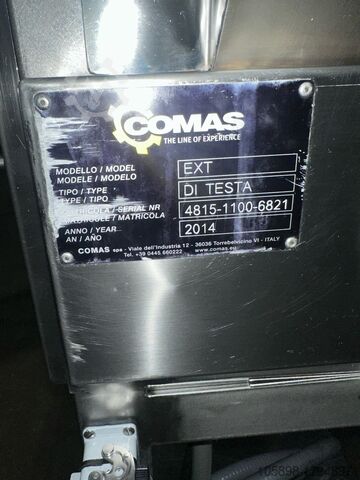 COMAS
THE LINE OF EXPERIENCE
MODELLO / MODEL
MODELE / MODELO
EXT
TIPO / TYPE
TYPE / TIPO
DI TESTA
MATRICOLA / SERIAL NR
MATRICULE / MATRICOLA
4815-1100-6821
ANNO / YEAR
AN / AÑO
2014
COMAS spa - Viale dell'Industria 12 - 36036 Torrebelvicino VI - ITALY
Tel. +39 0445 660222 www.comas.eu